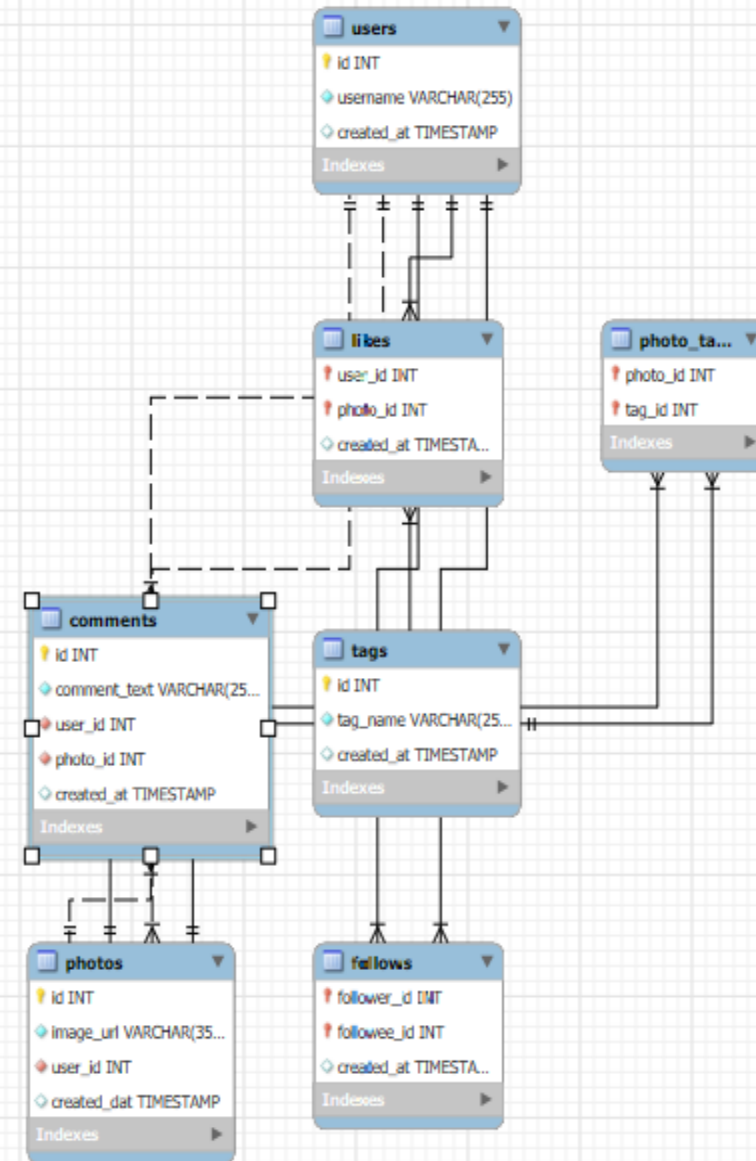 users
id INT
username VARCHAR(255)
created_at TIMESTAMP
Indexes
likes
user_id INT
photo_id INT
created_at TIMESTA...
Indexes
photo_ta...
photo_id INT
tag_id INT
Indexes
comments
id INT
comment_text VARCHAR(25...
user_id INT
photo_id INT
created_at TIMESTAMP
Indexes
tags
id INT
tag_name VARCHAR(25...
created_at TIMESTAMP
Indexes
photos
id INT
image_url VARCHAR(35...
user_id INT
created_dat TIMESTAMP
Indexes
follows
follower_id INT
followee_id INT
created_at TIMESTA...
Indexes